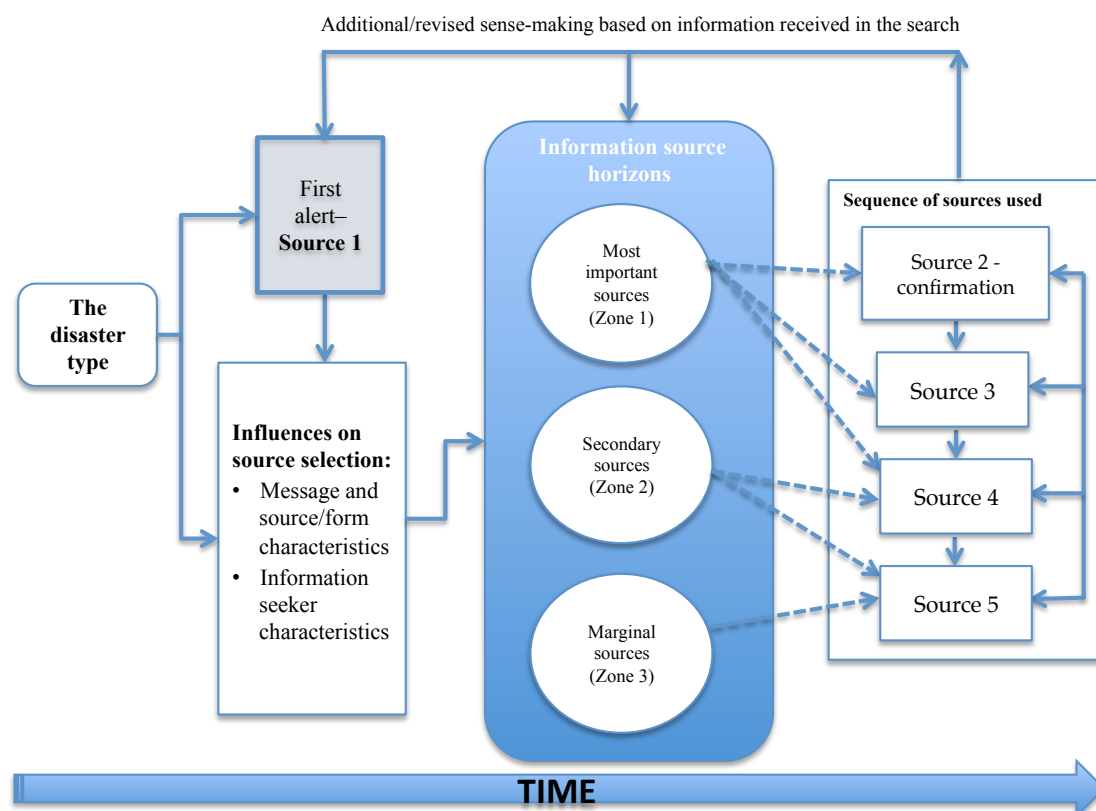 Additional/revised sense-making based on information received in the search
First
alert–
Source 1
The
disaster
type
Influences on
source selection:
• Message and
source/form
characteristics
• Information
seeker
characteristics
Information source
horizons
Most
important
sources
(Zone 1)
Secondary
sources
(Zone 2)
Marginal
sources
(Zone 3)
Sequence of sources used
Source 2 -
confirmation
Source 3
Source 4
Source 5
TIME